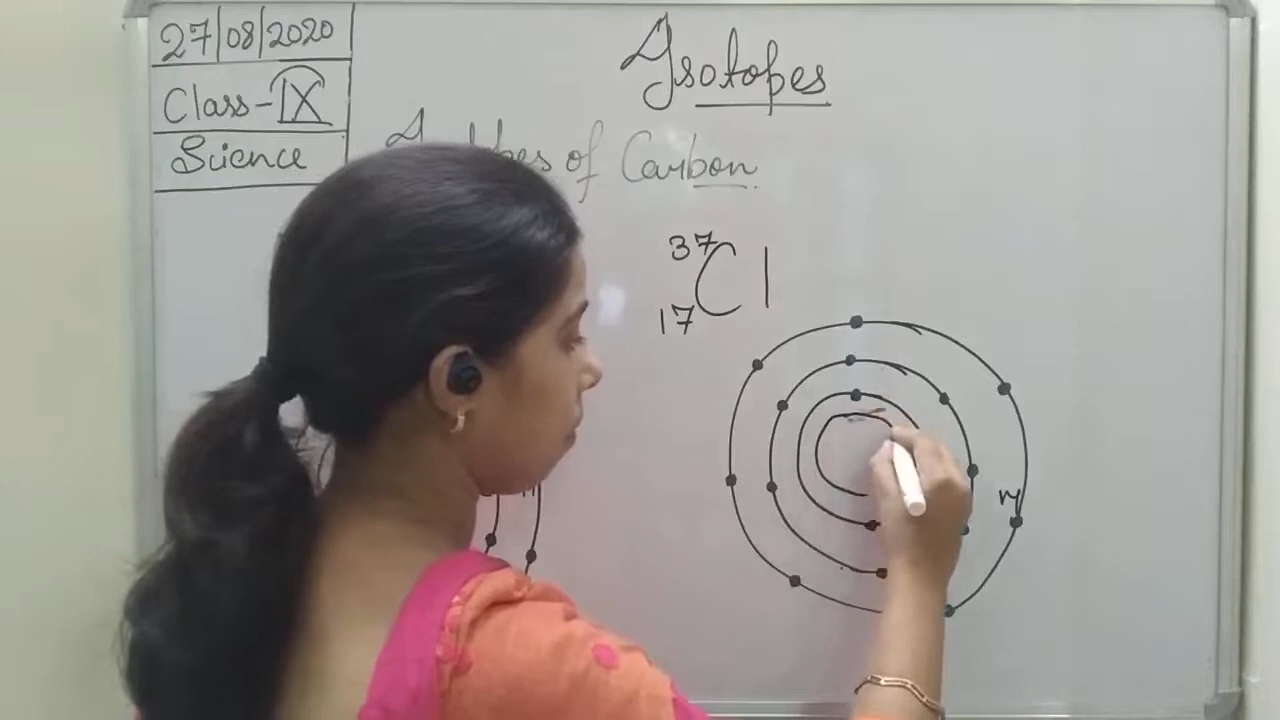 27/08/2020
Class-IX
Science
Isotopes
of Carbon
37
Cl
17
M